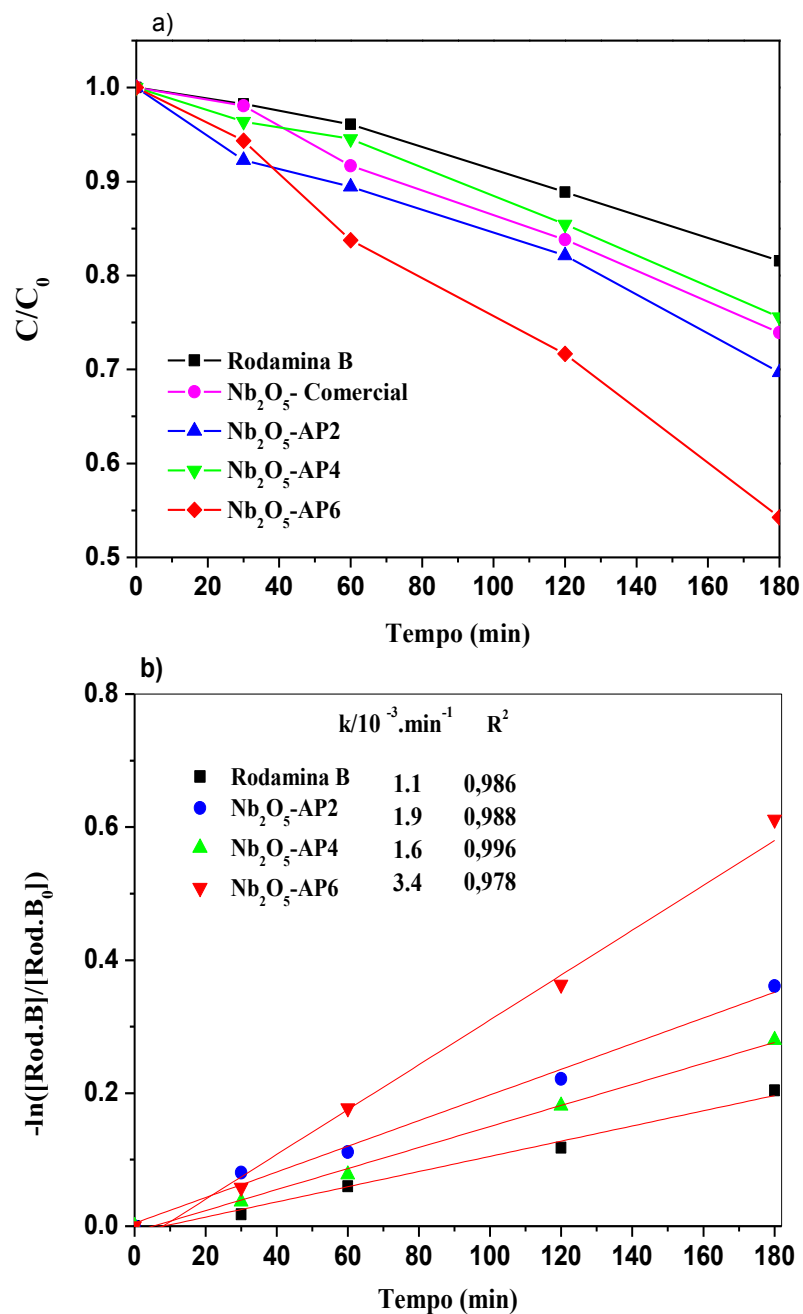 a)
1.0
0.9
0.8
0.7
0.6
0.5
C/C₀
Rodamina B
Nb₂O₅- Comercial
Nb₂O₅-AP2
Nb₂O₅-AP4
Nb₂O₅-AP6
0 20 40 60 80 100 120 140 160 180
Tempo (min)
b)
0.8
0.6
0.4
0.2
0.0
-ln([Rod.B]/[Rod.B₀])
k/10⁻³.min⁻¹ R²
Rodamina B 1.1 0,986
Nb₂O₅-AP2 1.9 0,988
Nb₂O₅-AP4 1.6 0,996
Nb₂O₅-AP6 3.4 0,978
0 20 40 60 80 100 120 140 160 180
Tempo (min)